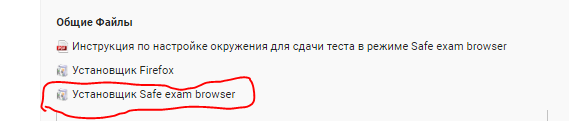 Общие Файлы
Инструкция по настройке окружения для сдачи теста в режиме Safe exam browser
Установщик Firefox
Установщик Safe exam browser